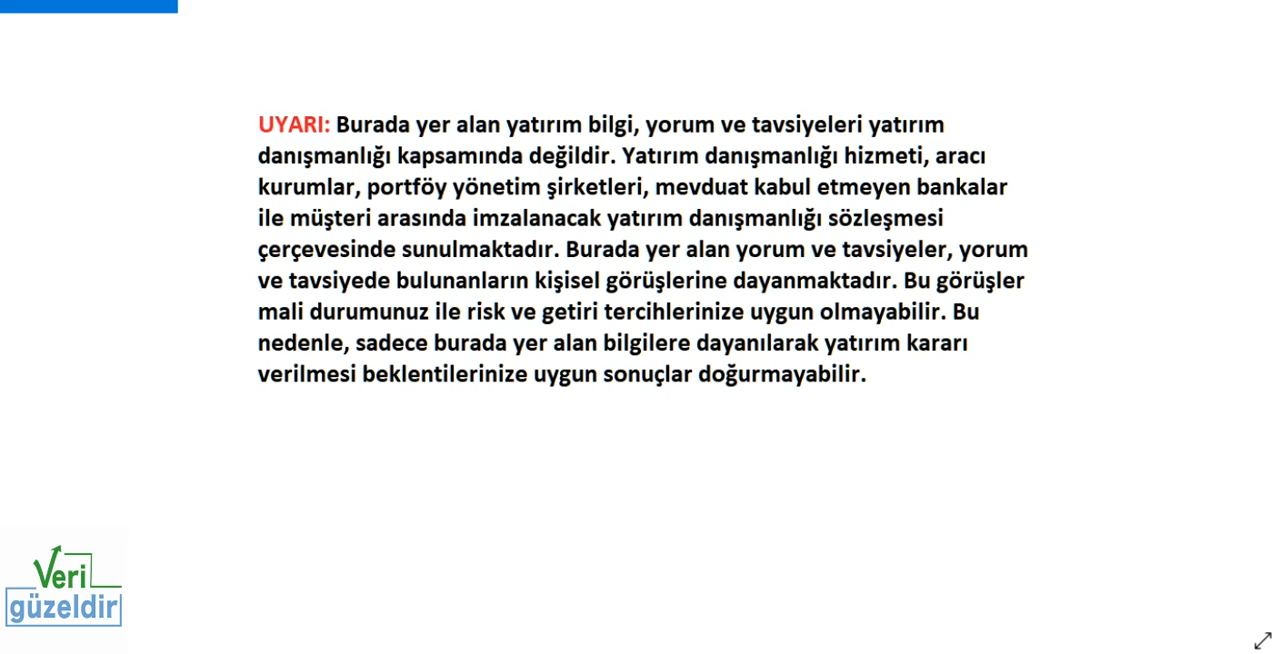 UYARI: Burada yer alan yatırım bilgi, yorum ve tavsiyeleri yatırım
danışmanlığı kapsamında değildir. Yatırım danışmanlığı hizmeti, aracı
kurumlar, portföy yönetim şirketleri, mevduat kabul etmeyen bankalar
ile müşteri arasında imzalanacak yatırım danışmanlığı sözleşmesi
çerçevesinde sunulmaktadır. Burada yer alan yorum ve tavsiyeler, yorum
ve tavsiyede bulunanların kişisel görüşlerine dayanmaktadır. Bu görüşler
mali durumunuz ile risk ve getiri tercihlerinize uygun olmayabilir. Bu
nedenle, sadece burada yer alan bilgilere dayanılarak yatırım kararı
verilmesi beklentilerinize uygun sonuçlar doğurmayabilir.
Veri
güzeldir